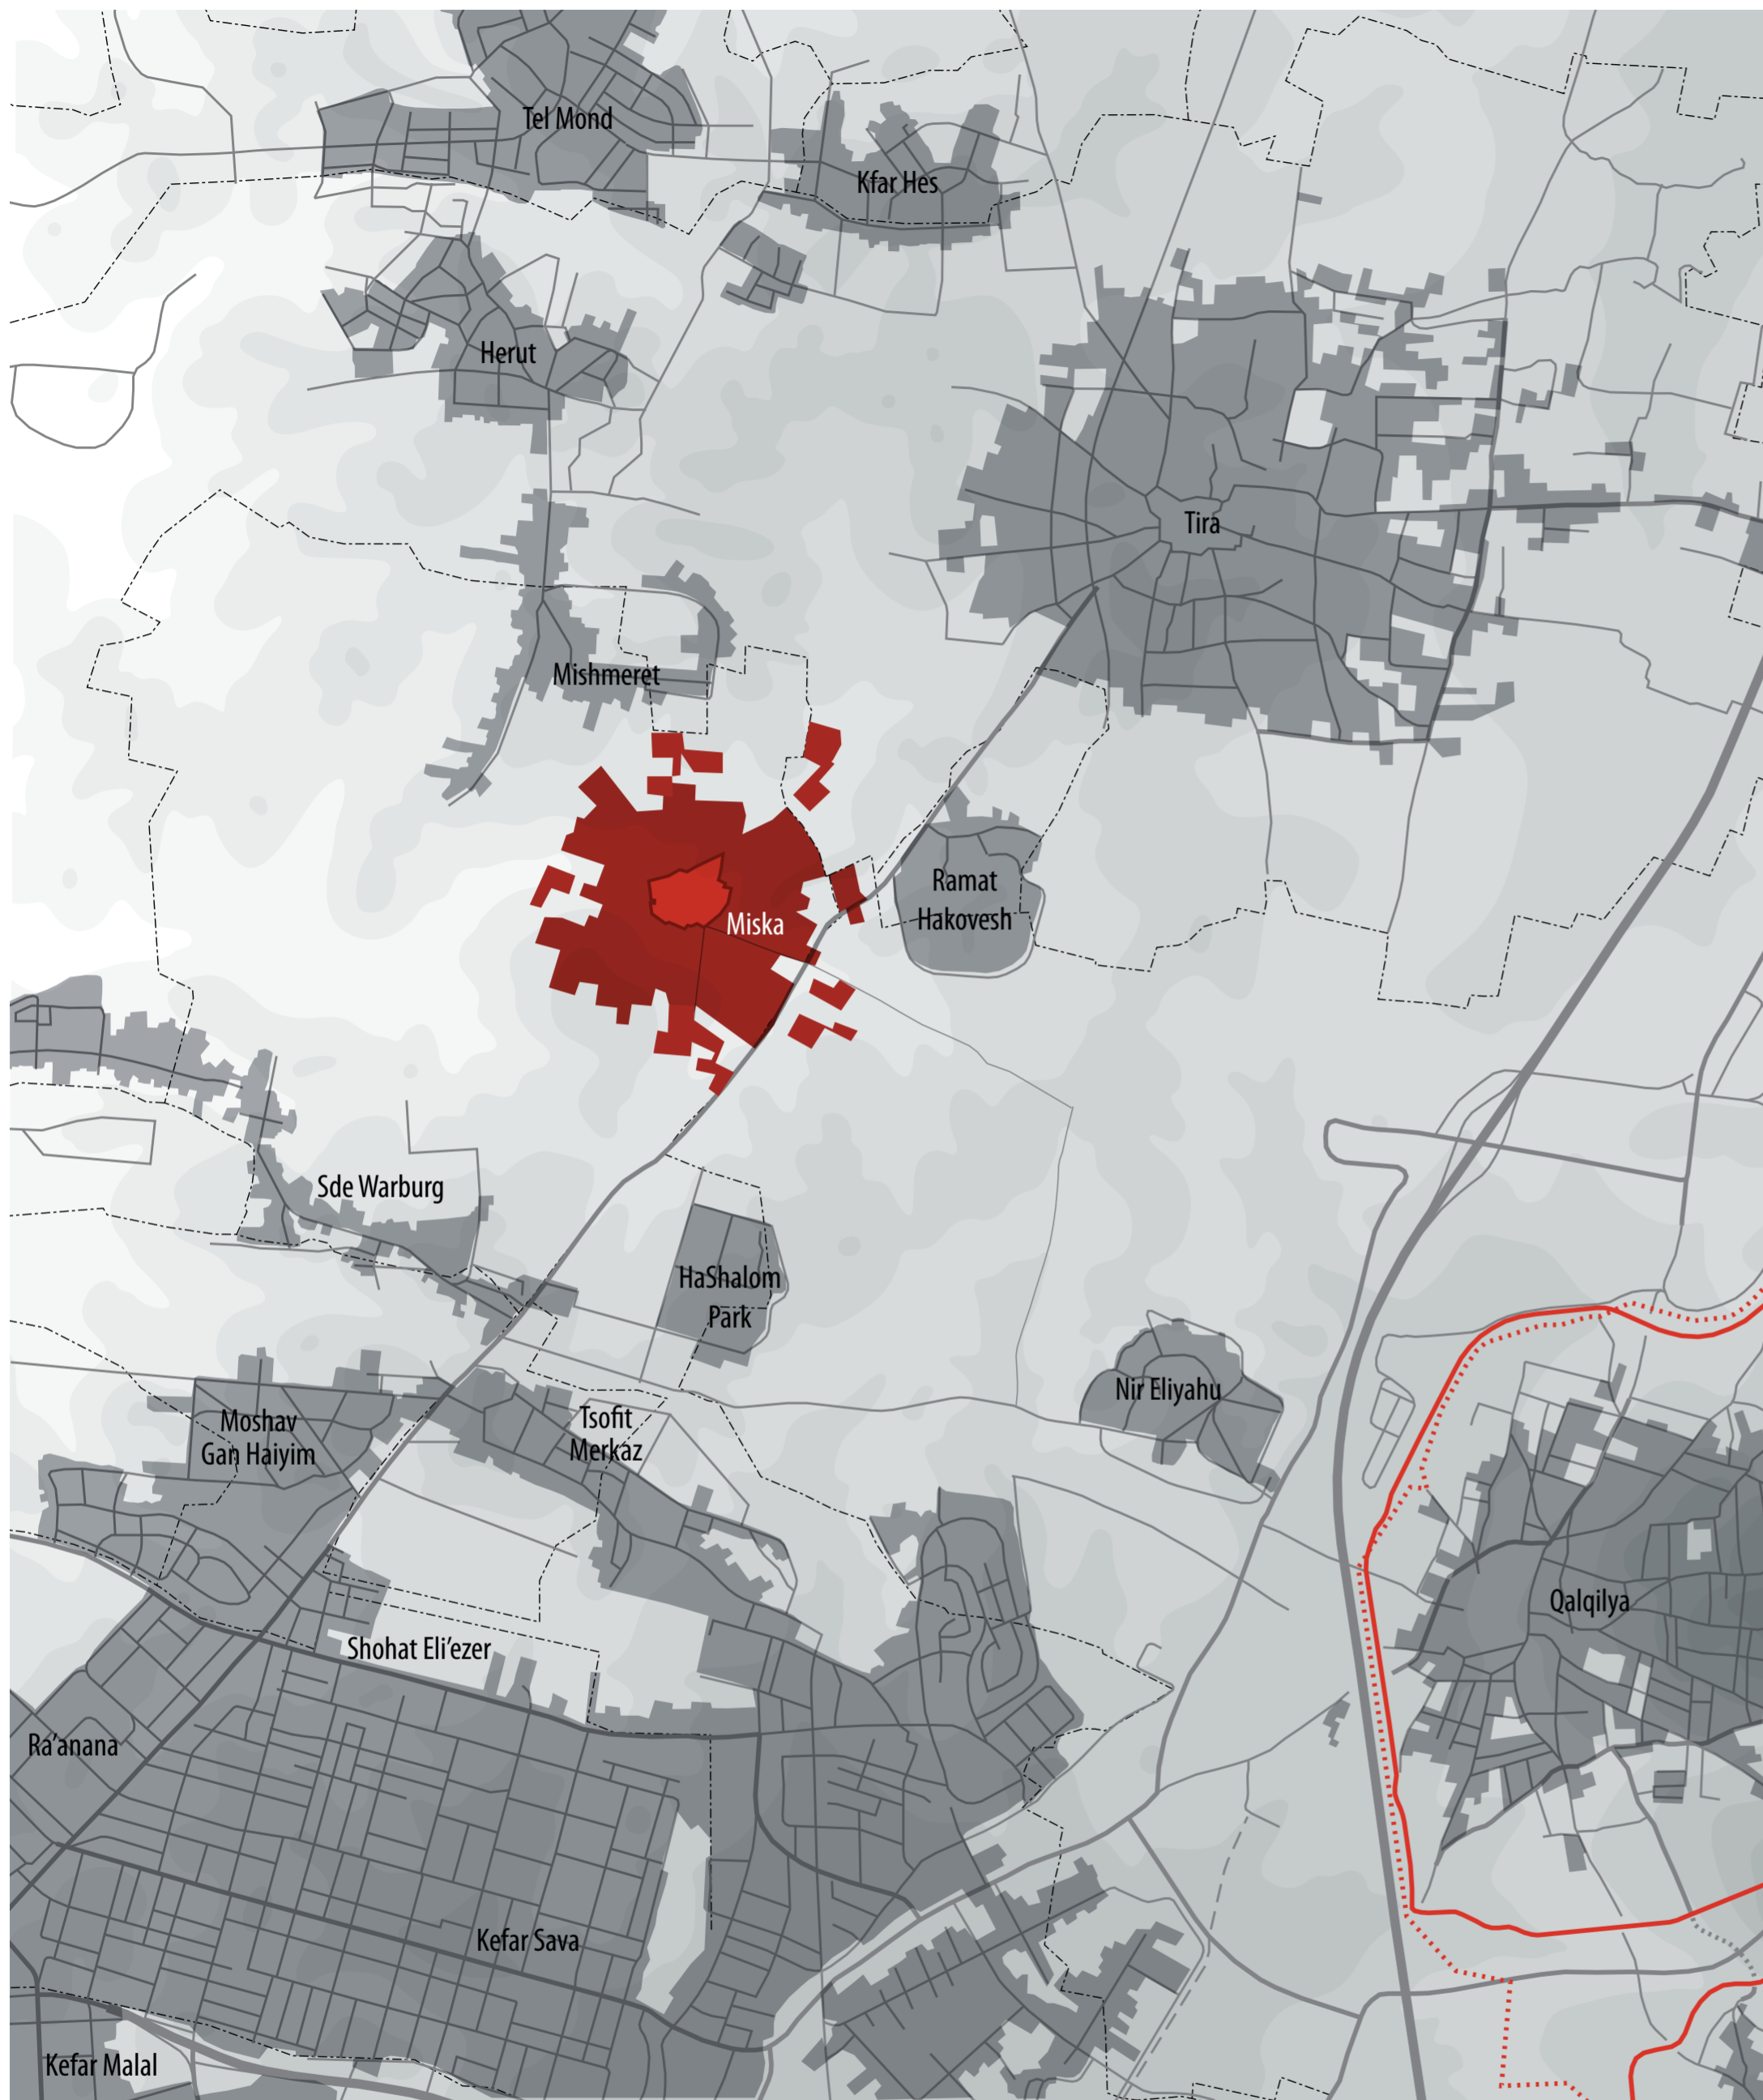 Tel Mond
Kfar Hes
Herut
Tira
Mishmeret
Ramat
Hakovesh
Miska
Sde Warburg
HaShalom
Park
Nir Eliyahu
Tsofit
Merkaz
Moshav
Gan Haiyim
Qalqilya
Shohat Eli’ezer
Ra’anana
Kefar Sava
Kefar Malal